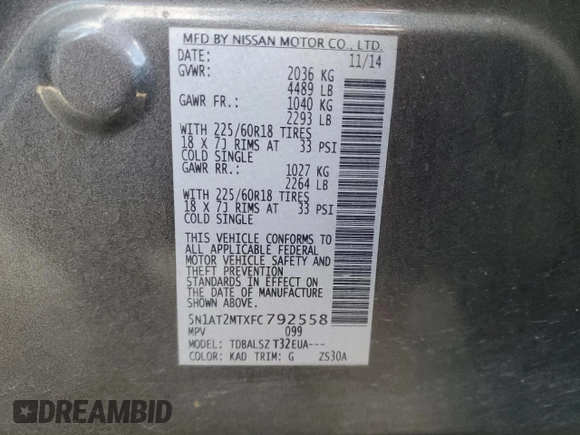 MFD BY NISSAN MOTOR CO., LTD.
DATE: 11/14
GVWR: 2036 KG
4489 LB
GAWR FR.: 1040 KG
2293 LB
WITH 225/60R18 TIRES
18 X 7J RIMS AT 33 PSI
COLD SINGLE
GAWR RR.: 1027 KG
2264 LB
WITH 225/60R18 TIRES
18 X 7J RIMS AT 33 PSI
COLD SINGLE
THIS VEHICLE CONFORMS TO
ALL APPLICABLE FEDERAL
MOTOR VEHICLE SAFETY AND
THEFT PREVENTION
STANDARDS IN EFFECT ON
THE DATE OF MANUFACTURE
SHOWN ABOVE.
5N1AT2MTXFC792558
MPV 099
MODEL: TDBALSZ T32EUA---
COLOR: KAD TRIM: G ZS30A
DREAMBID